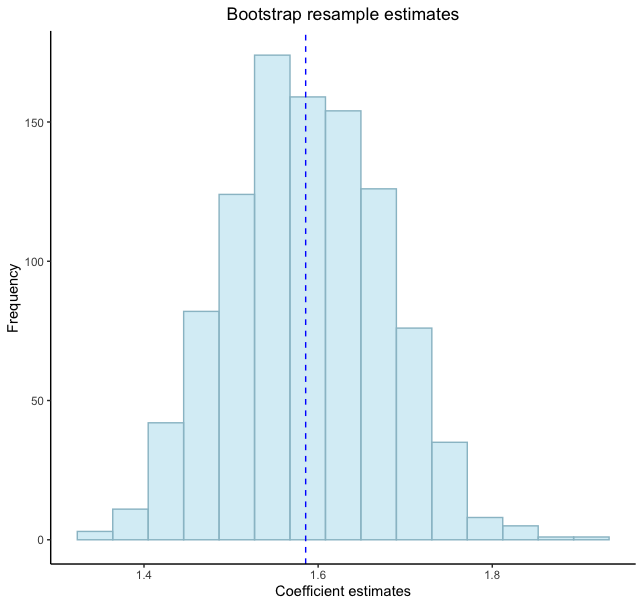 Bootstrap resample estimates
150
100
50
0
Frequency
1.4 1.6 1.8
Coefficient estimates